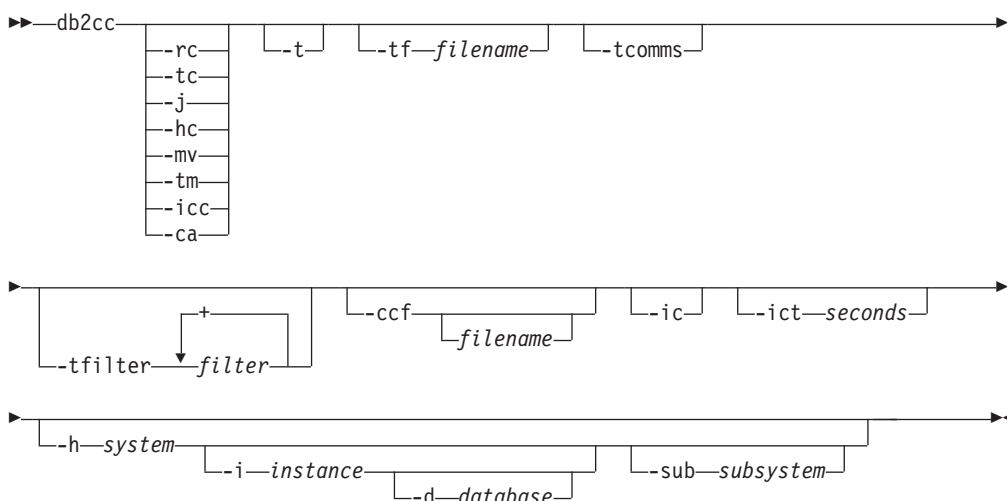 db2cc
-rc
-tc
-j
-hc
-mv
-tm
-icc
-ca
-t
-tf filename
-tcomms
-tfilter filter
+
-ccf
filename
-ic
-ict seconds
-h system
-i instance
-d database
-sub subsystem